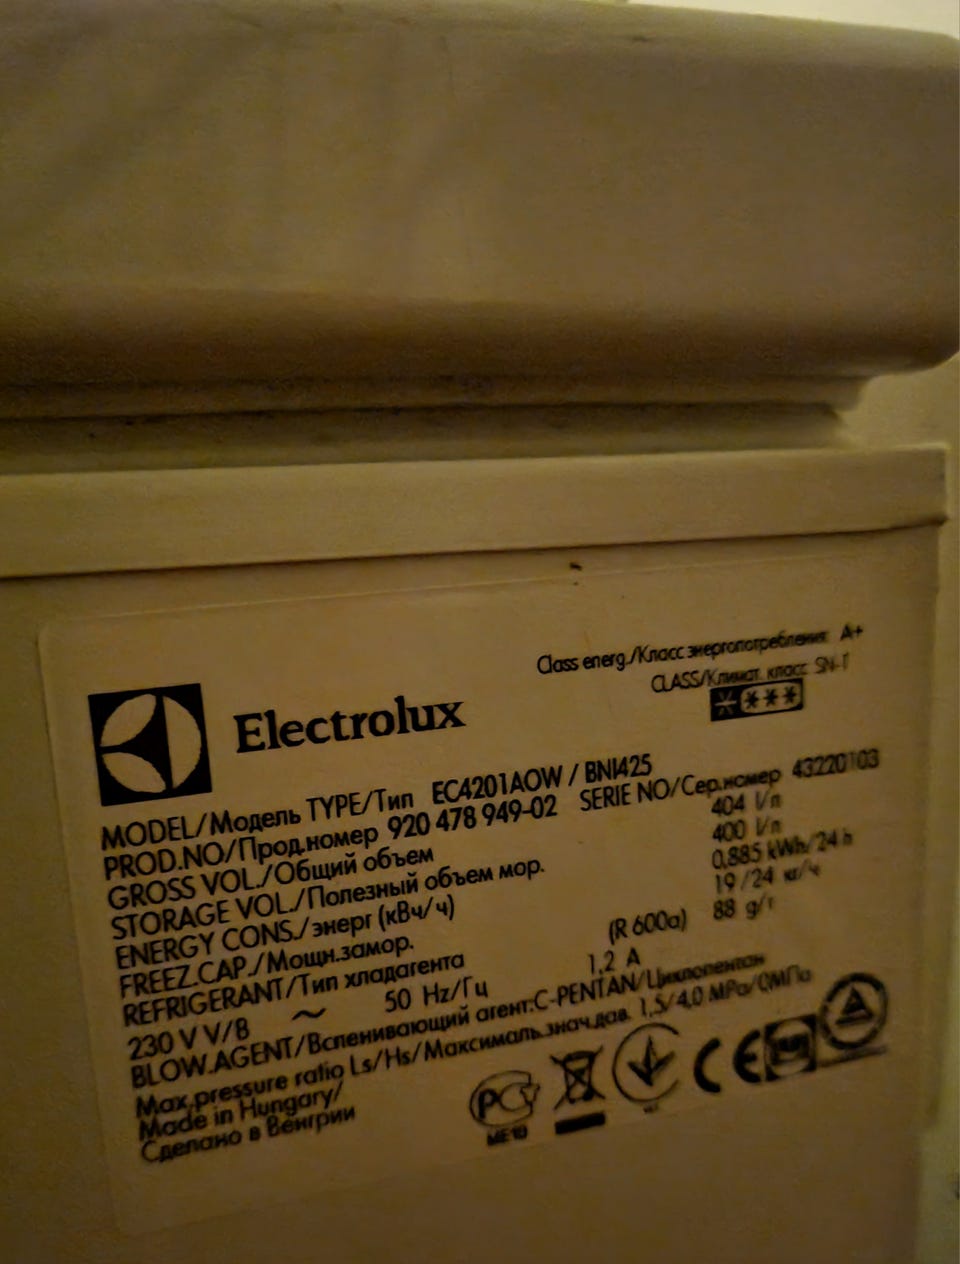 Class energ./Класс энергопотребления A+
CLASS/Климат. класс SN-T
Electrolux
MODEL/Модель TYPE/Тип EC4201AOW / BNI425
PROD.NO/Прод.номер 920 478 949-02 SERIE NO/Сер.номер 43220103
GROSS VOL./Общий объем 404 l/л
STORAGE VOL./Полезный объем мор. 400 l/л
ENERGY CONS./энерг (кВч/ч) 0,885 kWh/24 h
FREEZ.CAP./Мощн.замор. 19/24 кг/ч
REFRIGERANT/Тип хладагента (R 600a) 88 g/г
230 V V/В ~ 50 Hz/Гц 1,2 A
BLOW.AGENT/Вспенивающий агент:C-PENTAN/Циклопентан
Max.pressure ratio Ls/Hs/Максимальь.знач.дав. 1,5/4,0 MPa/0МПа
Made in Hungary/
Сделано в Венгрии
РС
ME10
CE